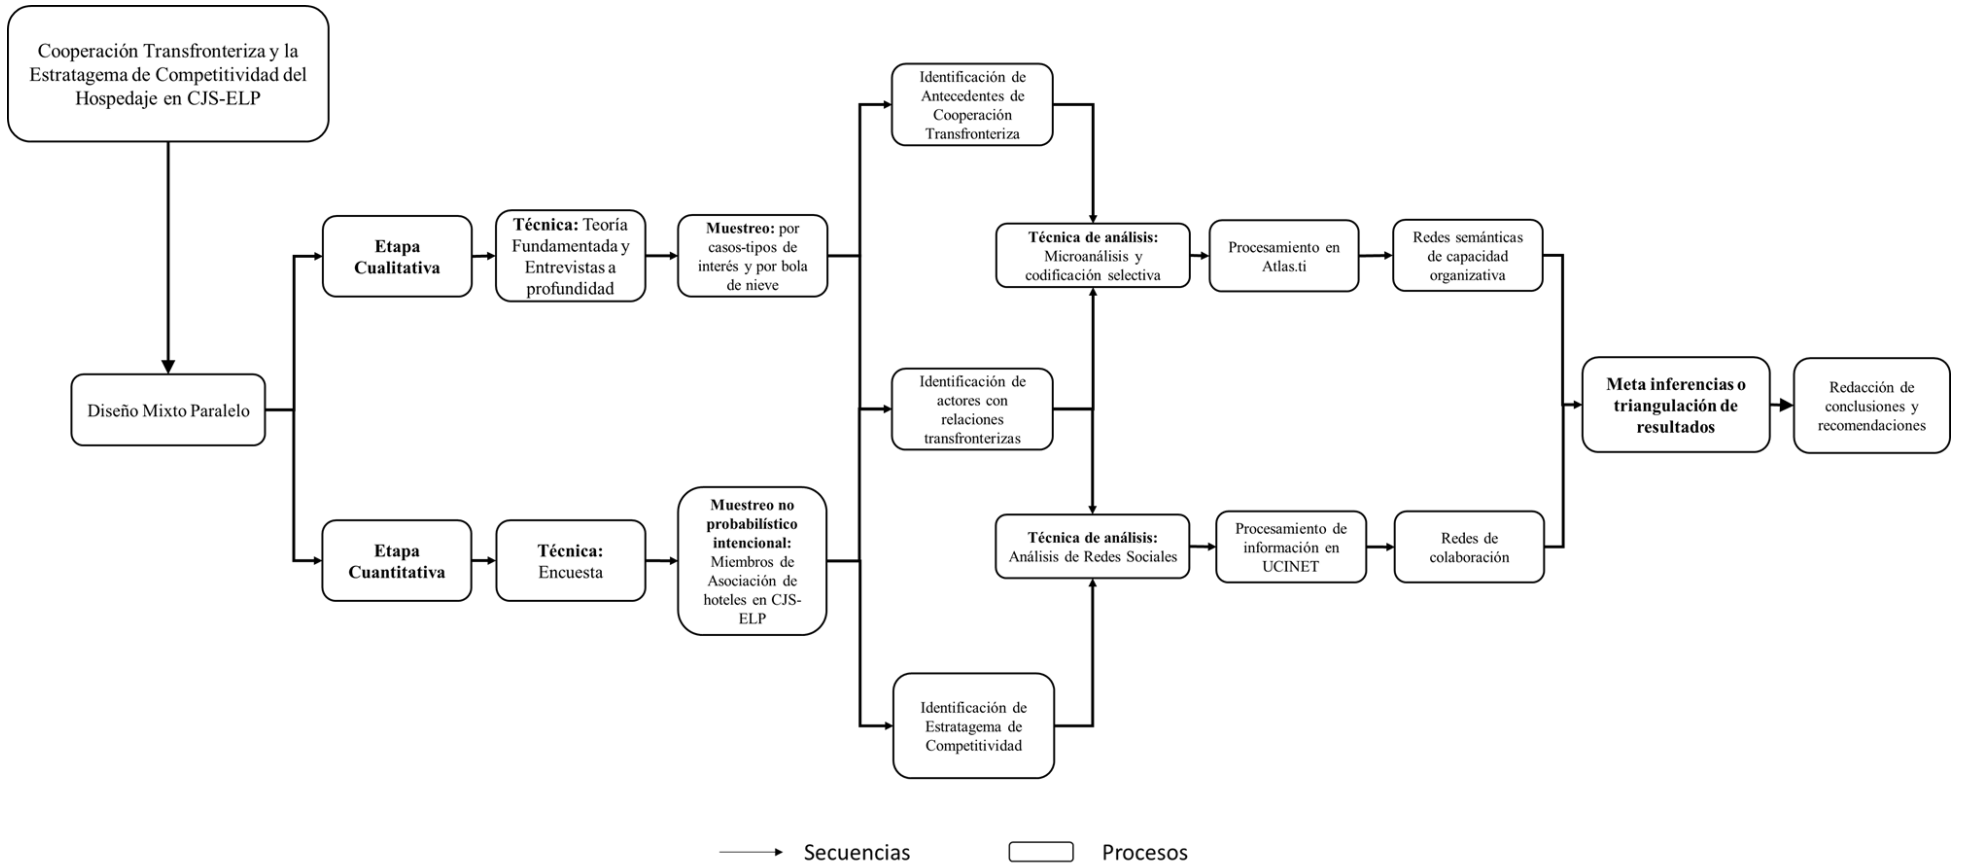 Cooperación Transfronteriza y la
Estratagema de Competitividad del
Hospedaje en CJS-ELP
Diseño Mixto Paralelo
Etapa
Cualitativa
Técnica: Teoría
Fundamentada y
Entrevistas a
profundidad
Muestreo: por
casos-tipos de
interés y por bola
de nieve
Etapa
Cuantitativa
Técnica:
Encuesta
Muestreo no
probabilístico
intencional:
Miembros de
Asociación de
hoteles en CJS-
ELP
Identificación de
Antecedentes de
Cooperación
Transfronteriza
Identificación de
actores con
relaciones
transfronterizas
Identificación de
Estratagema de
Competitividad
Técnica de análisis:
Microanálisis y
codificación selectiva
Procesamiento en
Atlas.ti
Redes semánticas
de capacidad
organizativa
Técnica de análisis:
Análisis de Redes Sociales
Procesamiento de
información en
UCINET
Redes de
colaboración
Meta inferencias o
triangulación de
resultados
Redacción de
conclusiones y
recomendaciones
Secuencias
Procesos